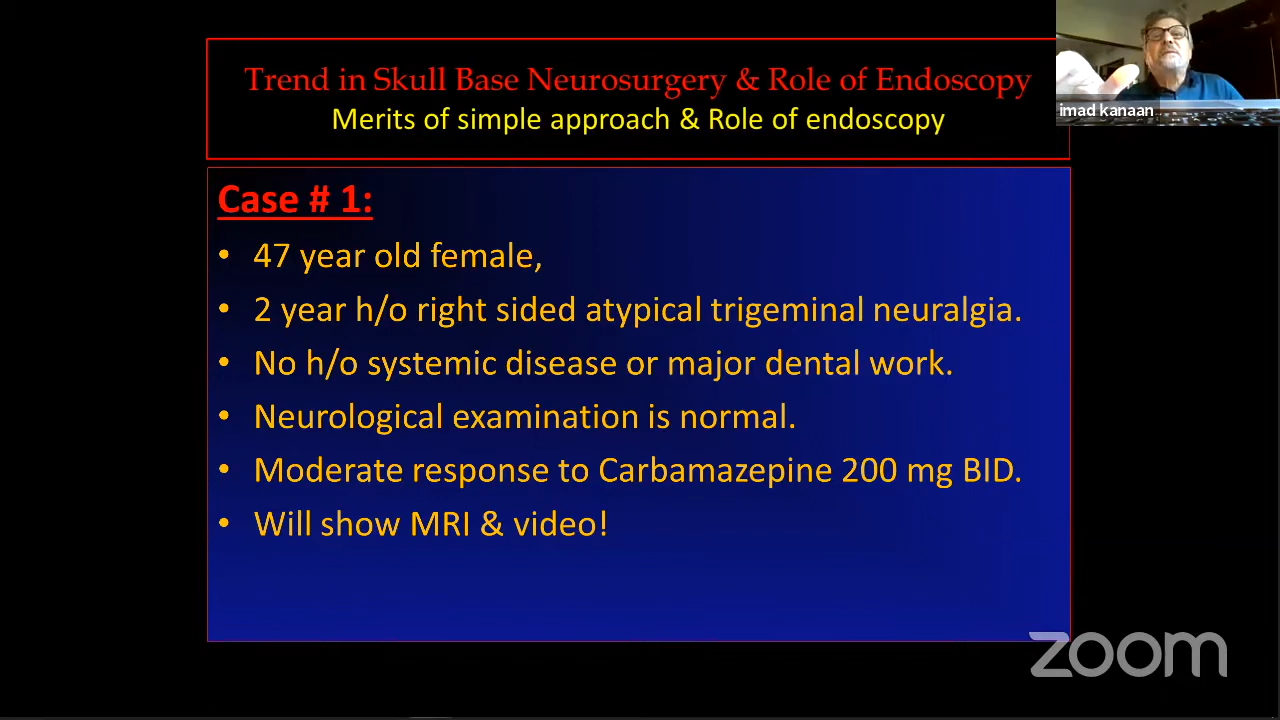 Trend in Skull Base Neurosurgery & Role of Endoscopy
Merits of simple approach & Role of endoscopy
imad kanaan
Case # 1:
• 47 year old female,
• 2 year h/o right sided atypical trigeminal neuralgia.
• No h/o systemic disease or major dental work.
• Neurological examination is normal.
• Moderate response to Carbamazepine 200 mg BID.
• Will show MRI & video!
zoom